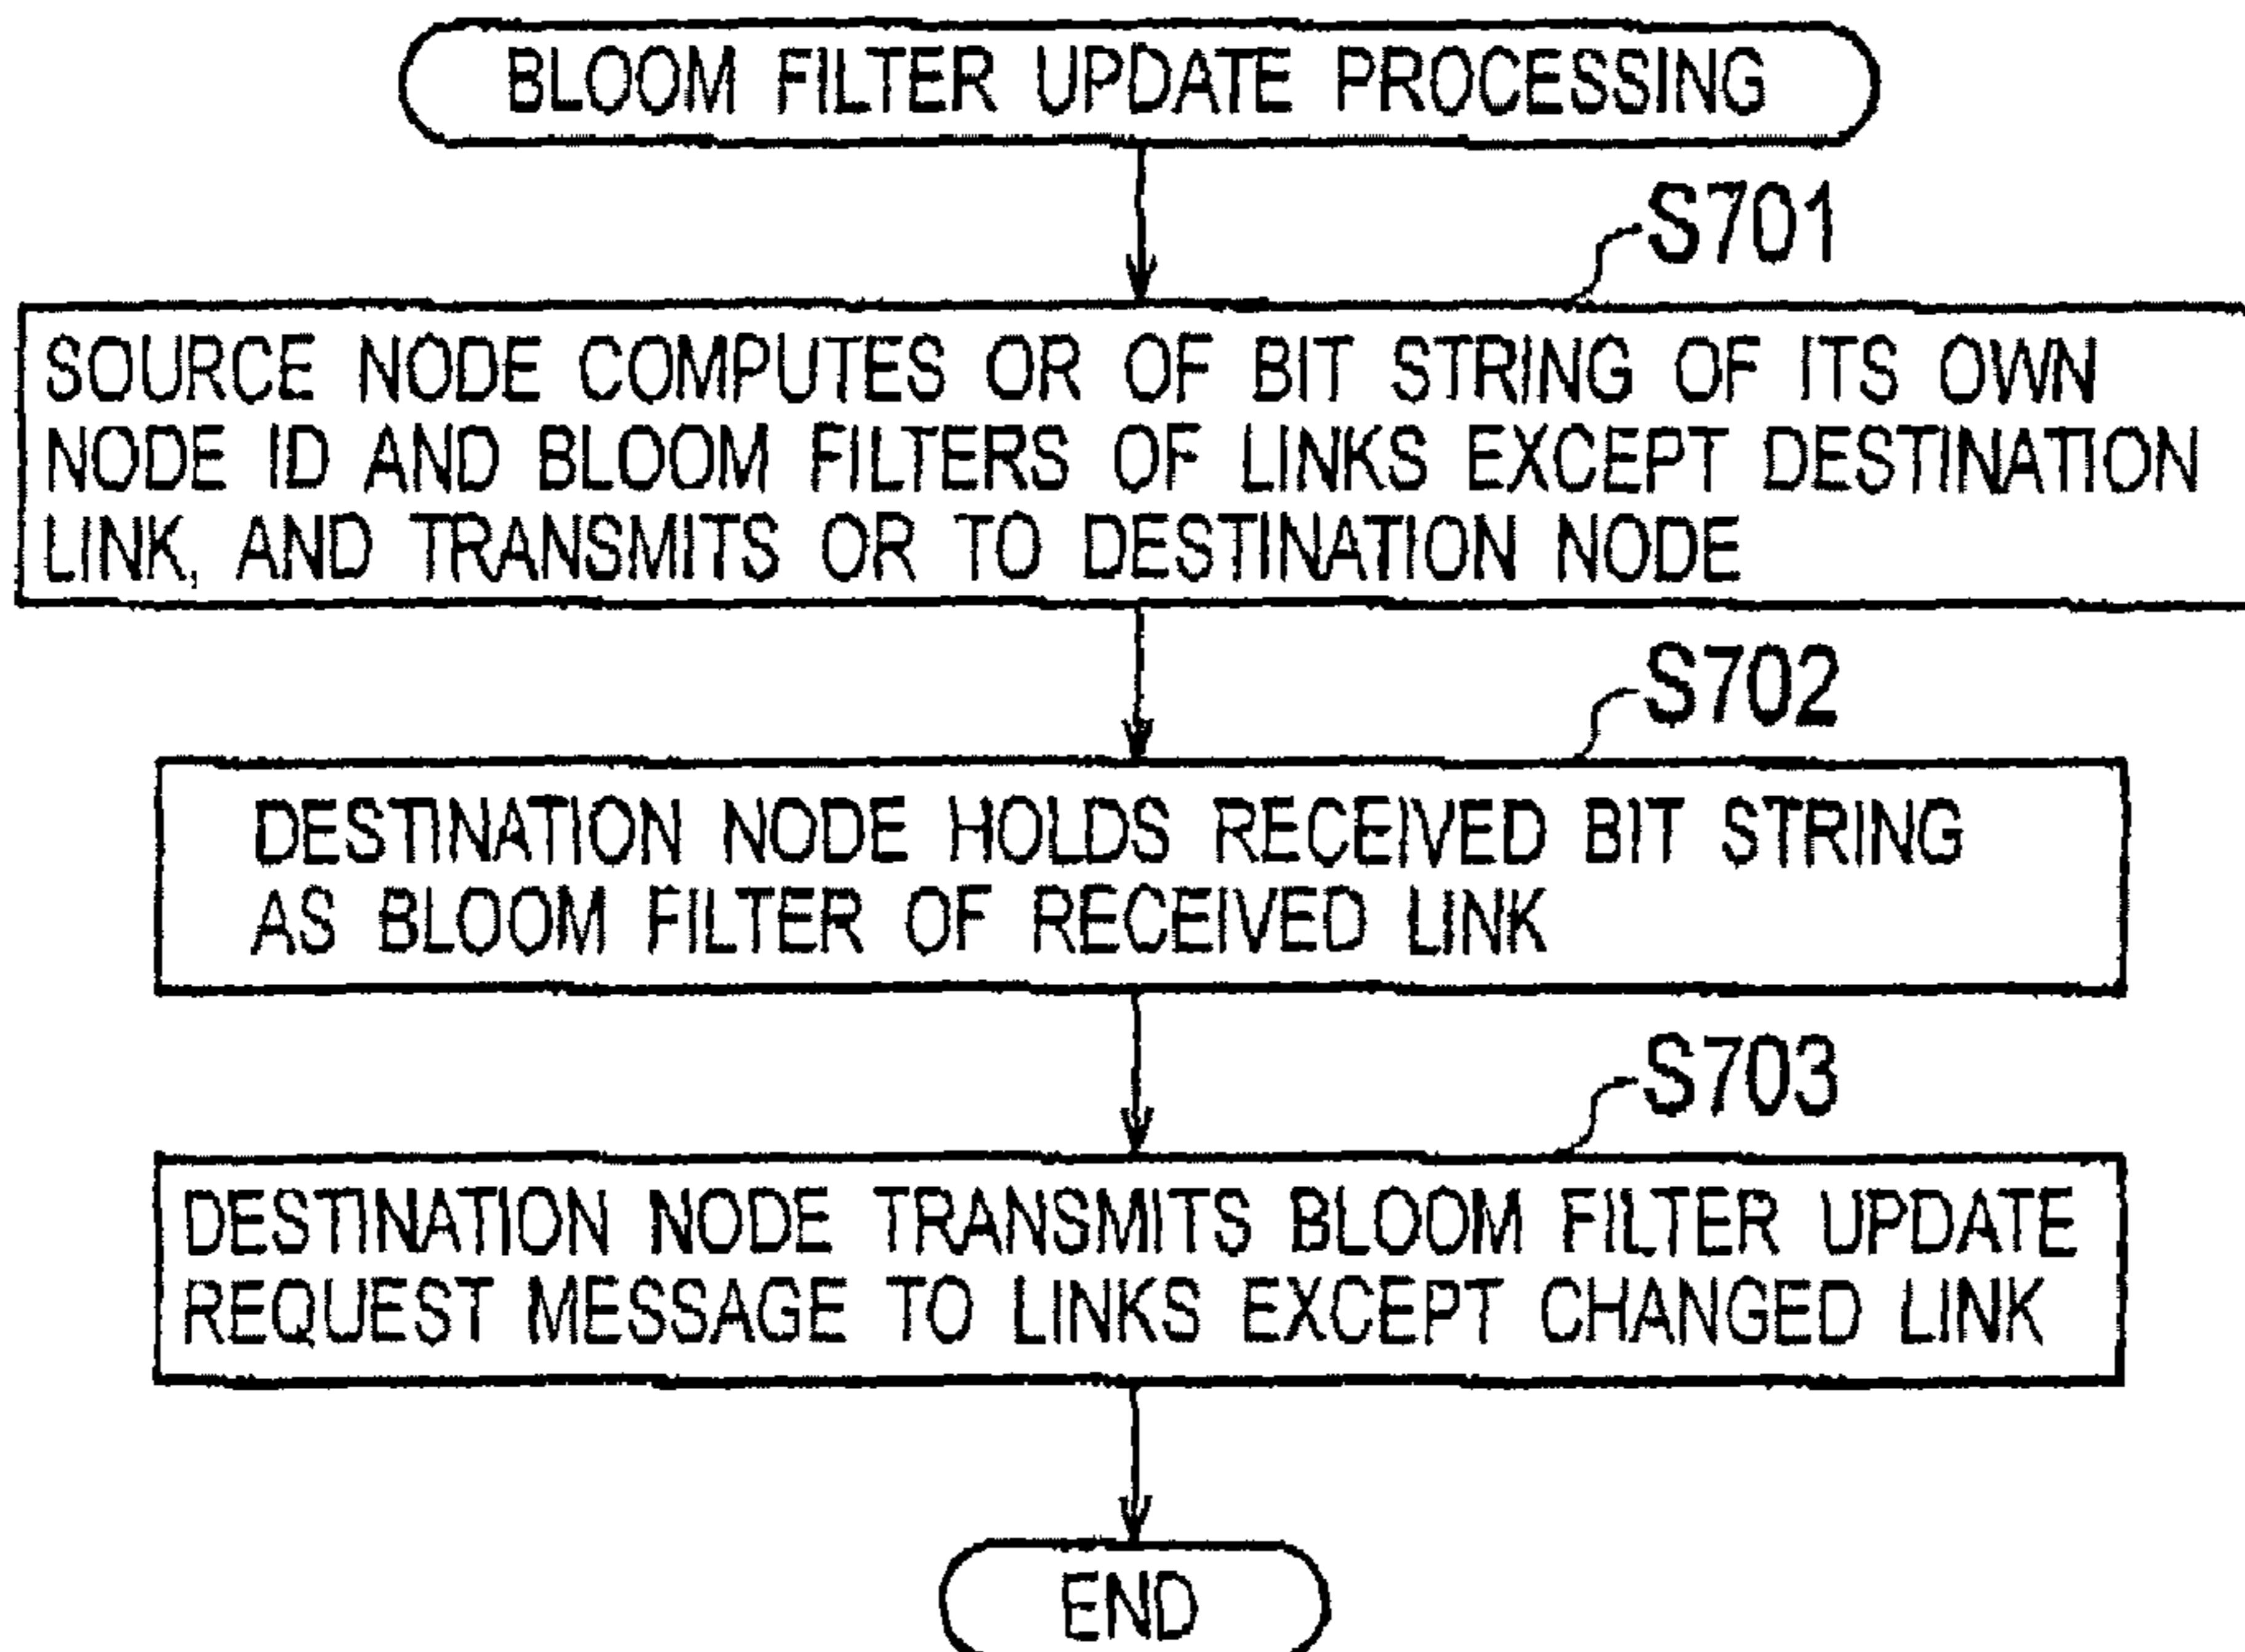 BLOOM FILTER UPDATE PROCESSING
S701
SOURCE NODE COMPUTES OR OF BIT STRING OF ITS OWN
NODE ID AND BLOOM FILTERS OF LINKS EXCEPT DESTINATION
LINK, AND TRANSMITS OR TO DESTINATION NODE
S702
DESTINATION NODE HOLDS RECEIVED BIT STRING
AS BLOOM FILTER OF RECEIVED LINK
S703
DESTINATION NODE TRANSMITS BLOOM FILTER UPDATE
REQUEST MESSAGE TO LINKS EXCEPT CHANGED LINK
END